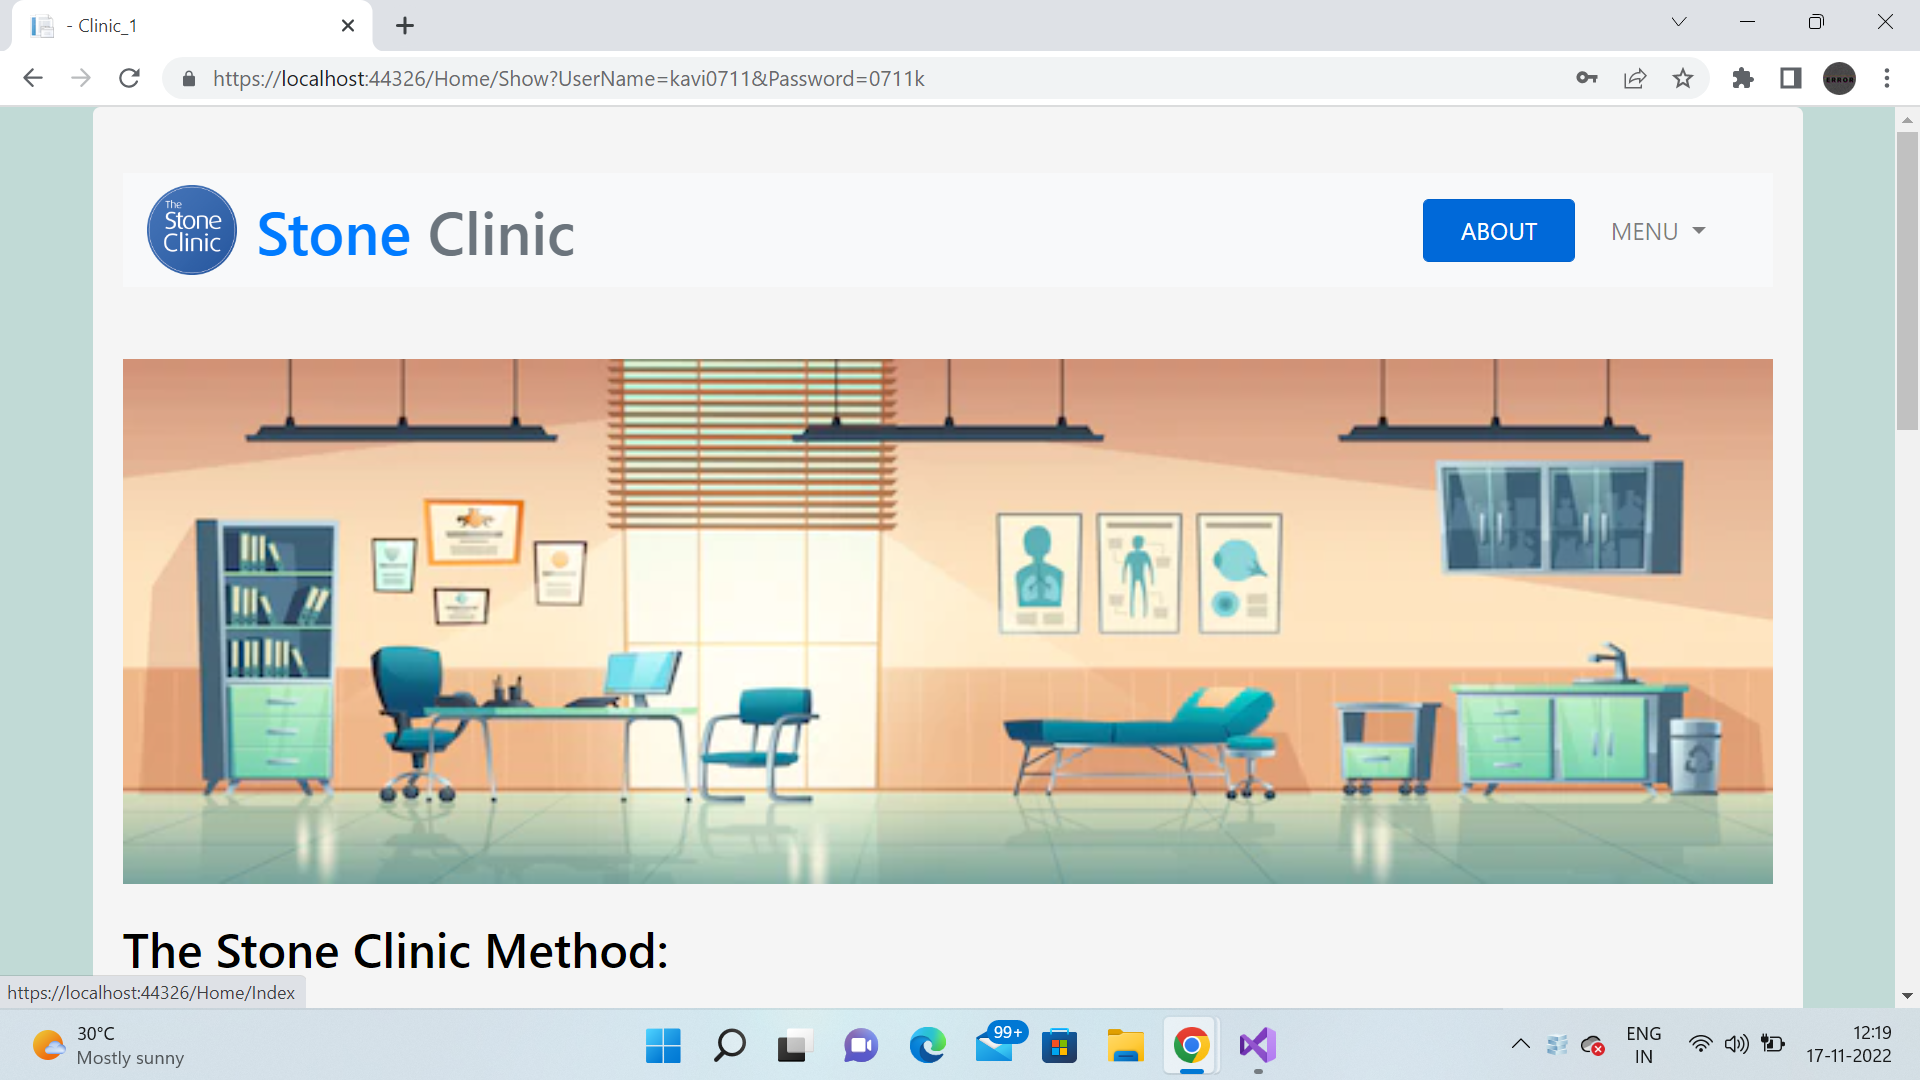 - Clinic_1
https://localhost:44326/Home/Show?UserName=kavi0711&Password=0711k
ERROR
The
Stone
Clinic
Stone Clinic
ABOUT
MENU
The Stone Clinic Method:
https://localhost:44326/Home/Index
30°C
Mostly sunny
99+
ENG
IN
12:19
17-11-2022